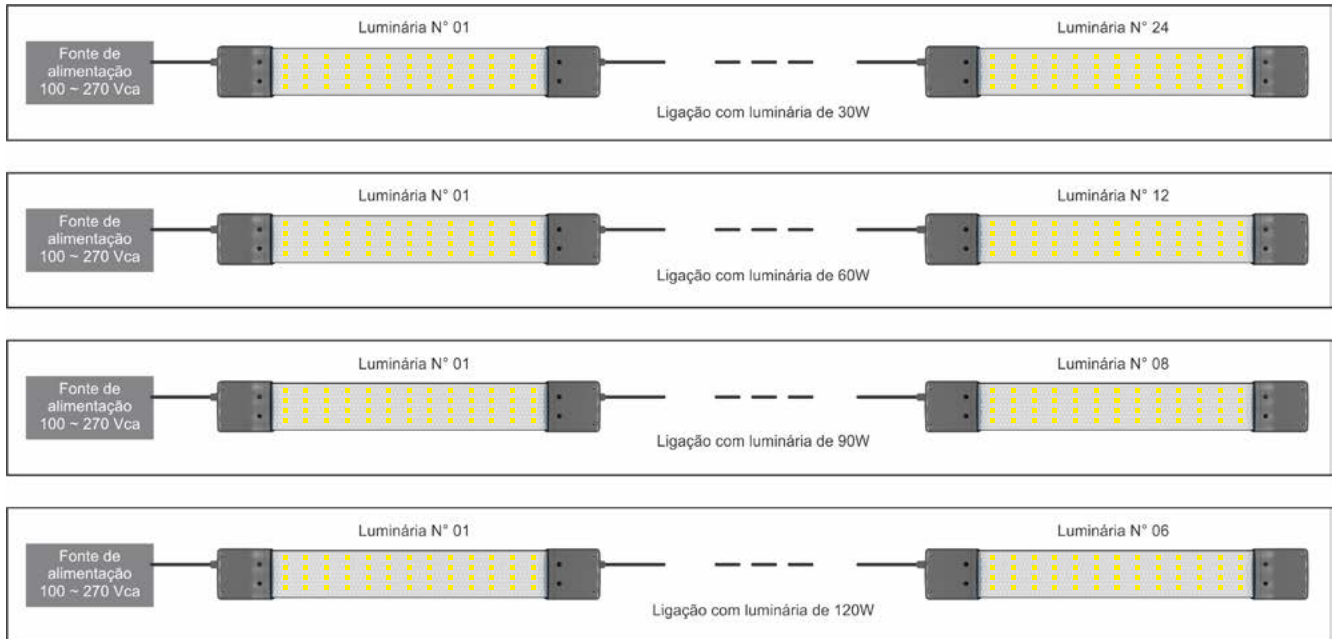 Luminária N° 01
Luminária N° 24
Fonte de
alimentação
100 ~ 270 Vca
Ligação com luminária de 30W
Luminária N° 01
Luminária N° 12
Fonte de
alimentação
100 ~ 270 Vca
Ligação com luminária de 60W
Luminária N° 01
Luminária N° 08
Fonte de
alimentação
100 ~ 270 Vca
Ligação com luminária de 90W
Luminária N° 01
Luminária N° 06
Fonte de
alimentação
100 ~ 270 Vca
Ligação com luminária de 120W